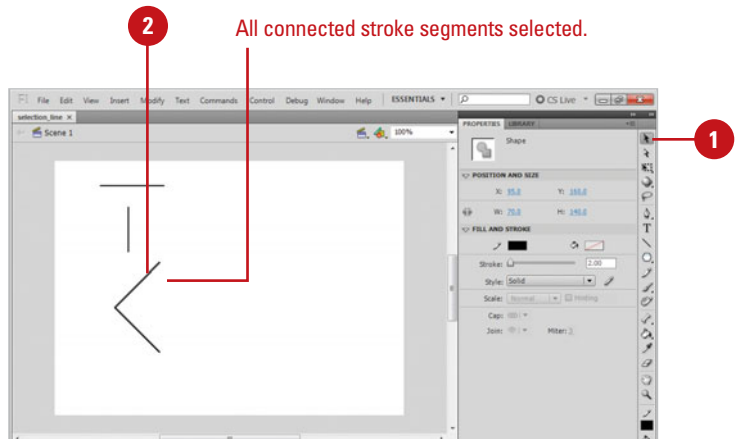 2
All connected stroke segments selected.
Fl File Edit View Insert Modify Text Commands Control Debug Window Help ESSENTIALS CS Live
selection_line ×
Scene 1 100%
PROPERTIES LIBRARY
1
Shape
POSITION AND SIZE
X: 95.0 Y: 160.0
W: 70.0 H: 140.0
FILL AND STROKE
Stroke: 2.00
Style: Solid
Scale: Normal Hinting
Cap:
Join: Miter: 3
T